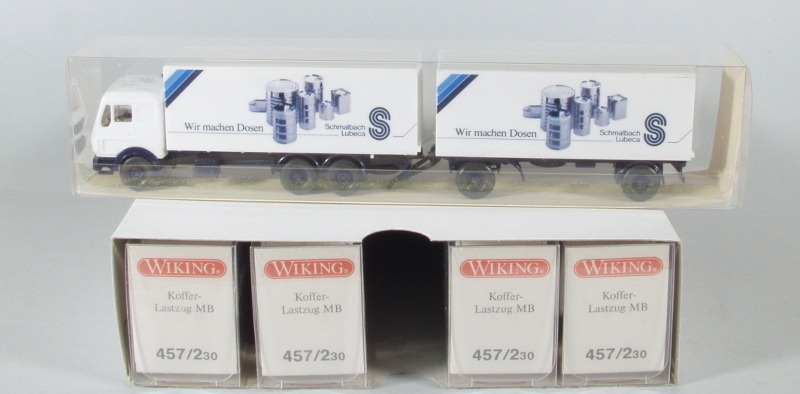 Wir machen Dosen
Schmalbach
Lubeca
S
Wir machen Dosen
Schmalbach
Lubeca
S
WIKING®
Koffer-
Lastzug MB
457/230
WIKING®
Koffer-
Lastzug MB
457/230
WIKING®
Koffer-
Lastzug MB
457/230
WIKING®
Koffer-
Lastzug MB
457/230